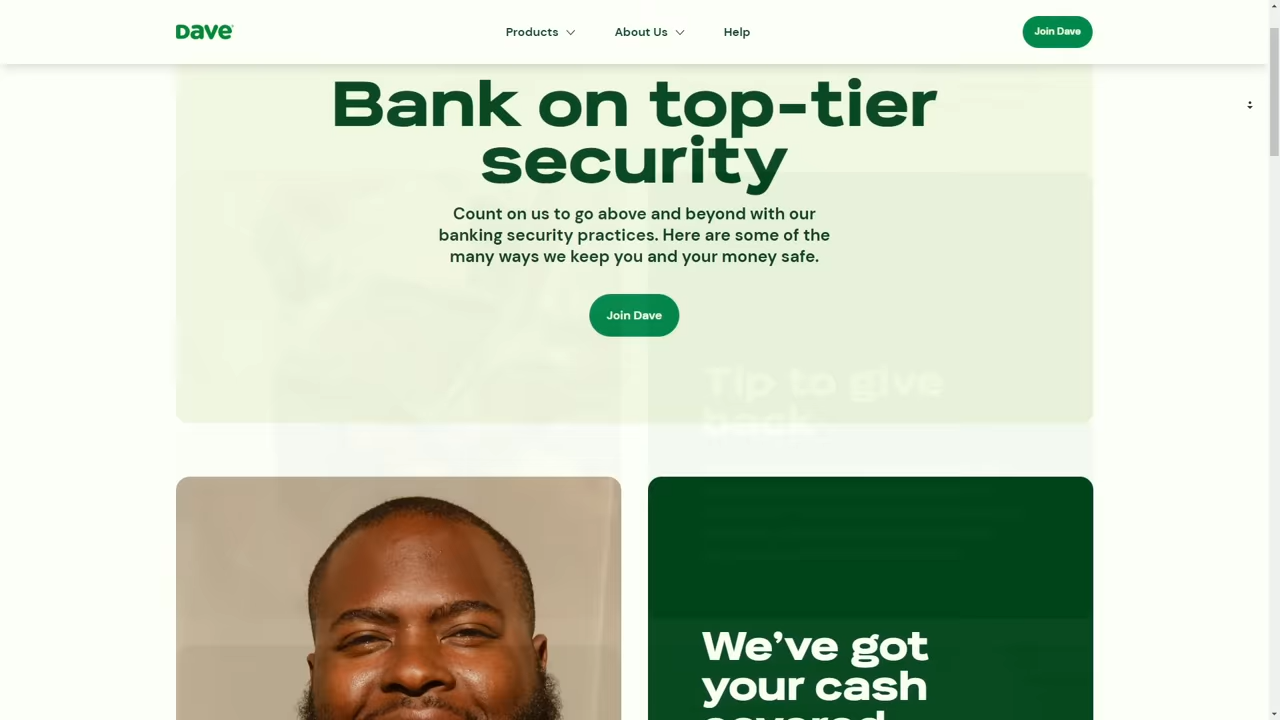 Dave
Products
About Us
Help
Join Dave
Bank on top-tier
security
Count on us to go above and beyond with our
banking security practices. Here are some of the
many ways we keep you and your money safe.
Join Dave
Tip to give
back
We've got
your cash
covered